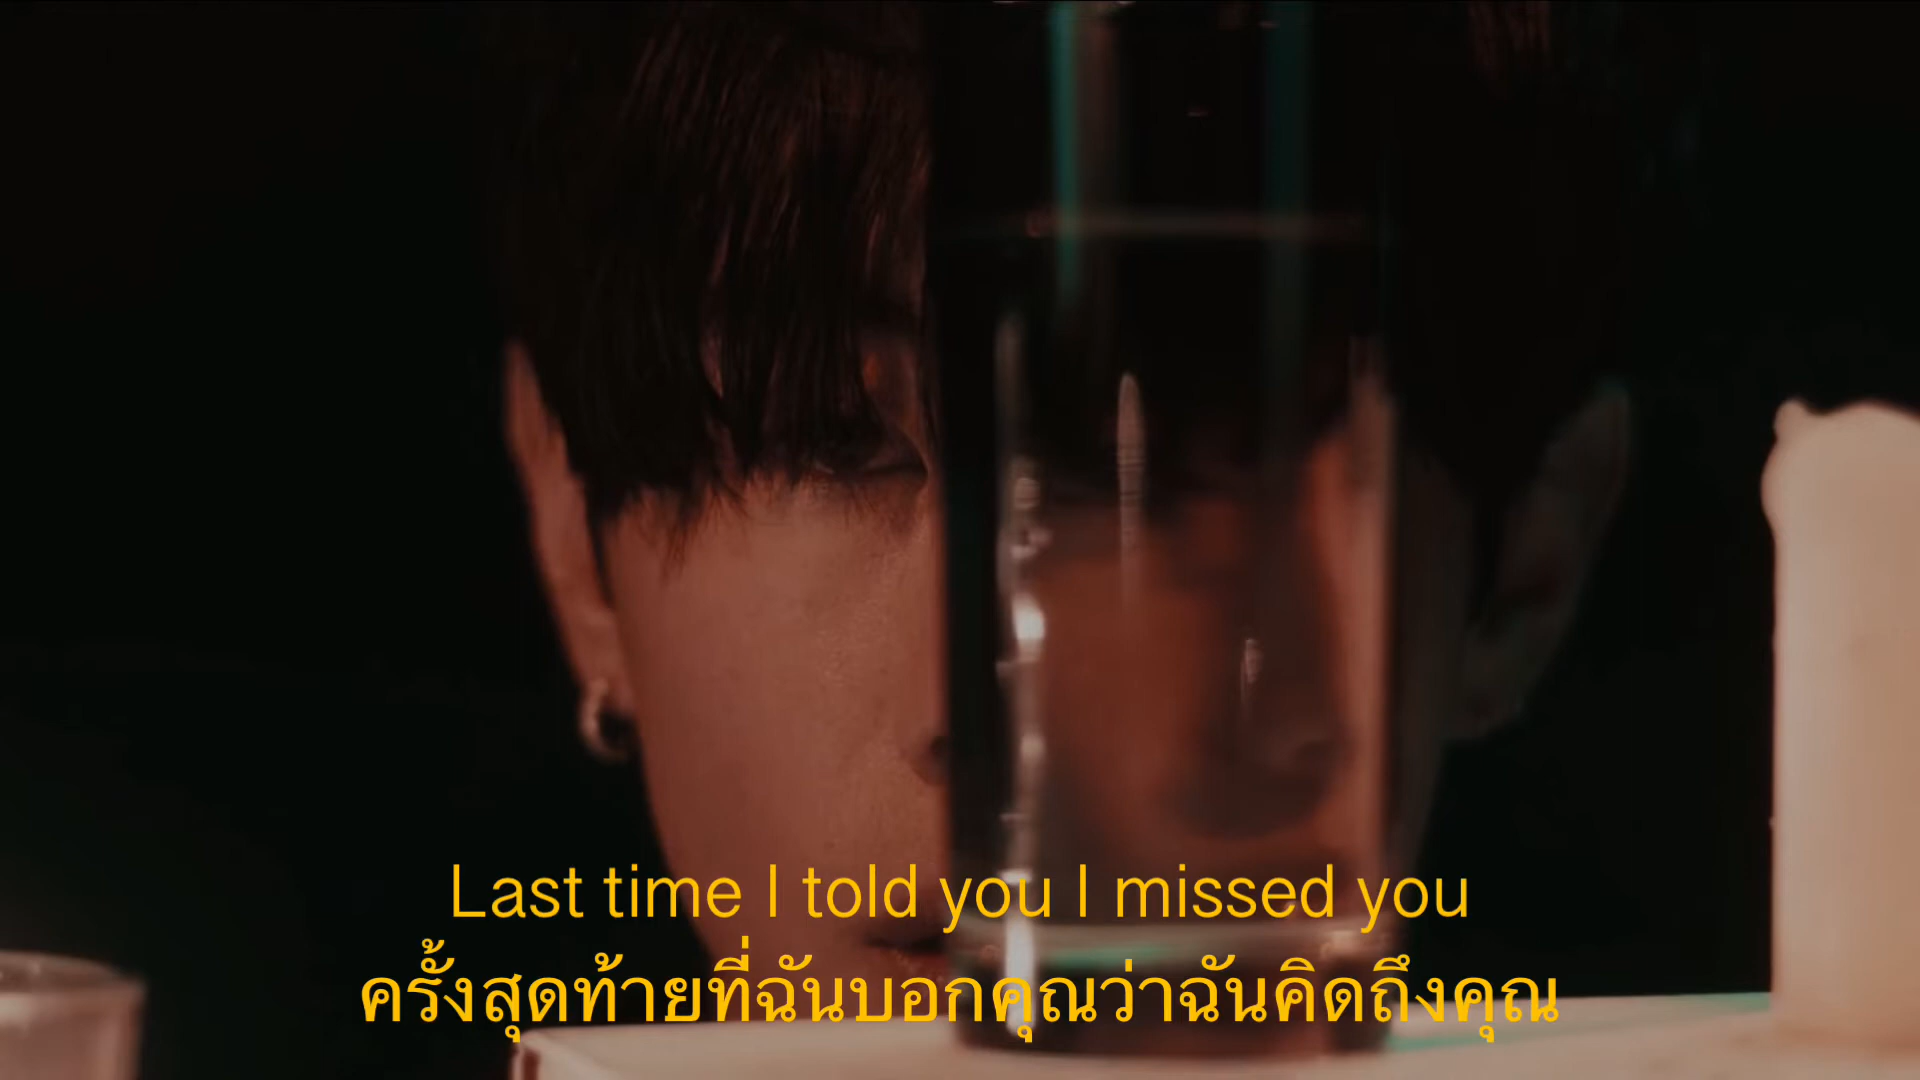 Last time I told you I missed you
ครั้งสุดท้ายที่ฉันบอกคุณว่าฉันคิดถึงคุณ